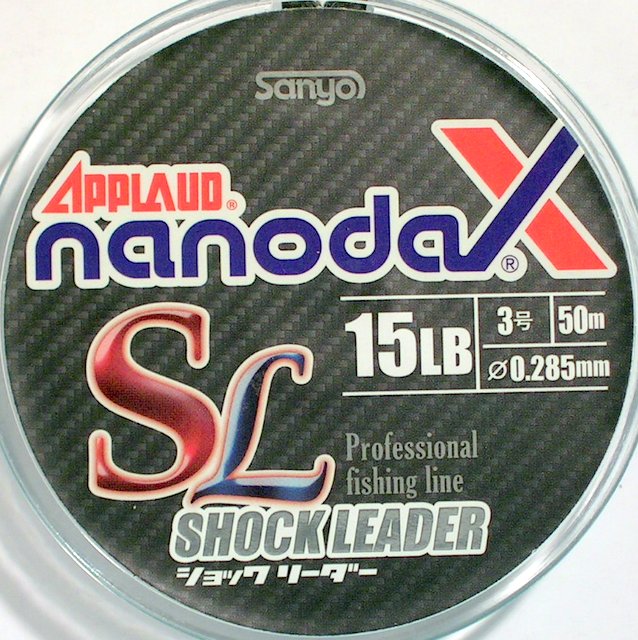 Sanyo
APPLAUD®
nanodaX®
SL
15LB
3号
50m
⌀0.285mm
Professional
fishing line
SHOCK LEADER
ショック リーダー